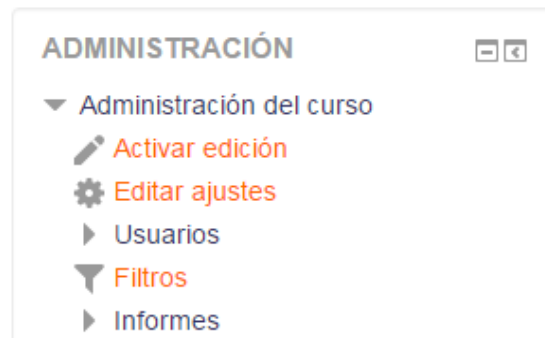 ADMINISTRACIÓN
Administración del curso
Activar edición
Editar ajustes
Usuarios
Filtros
Informes